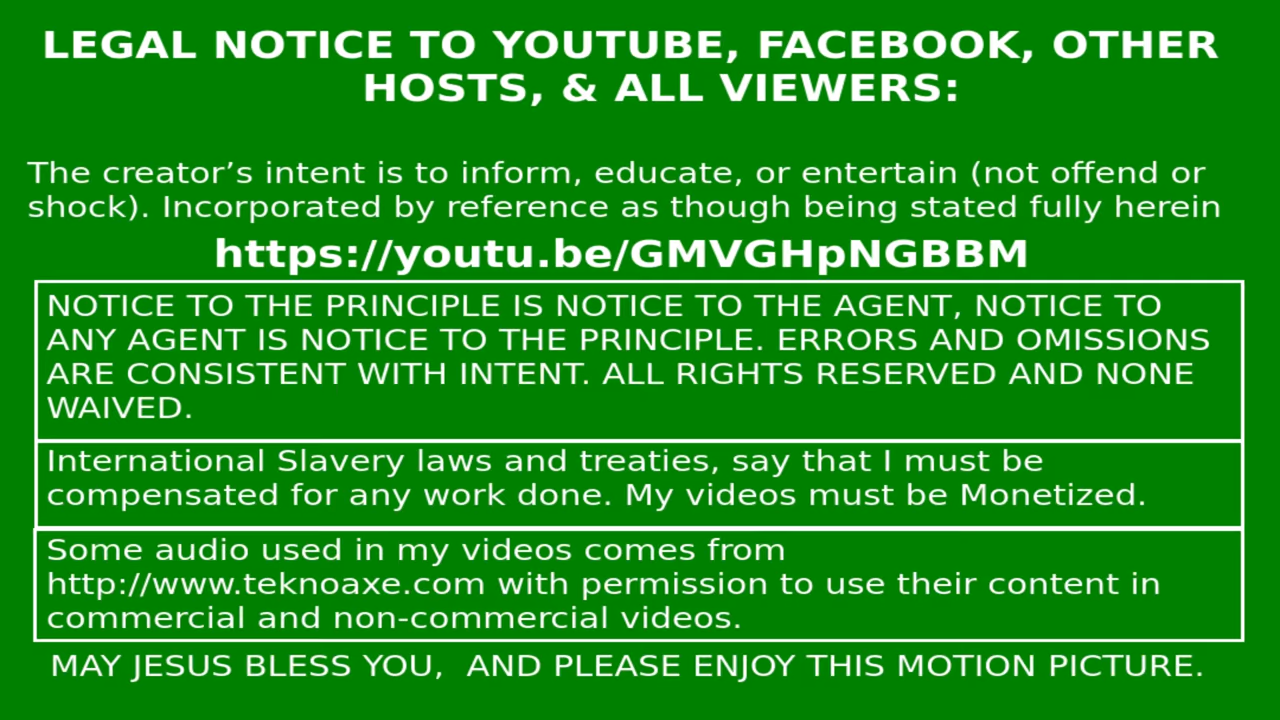 LEGAL NOTICE TO YOUTUBE, FACEBOOK, OTHER
HOSTS, & ALL VIEWERS:
The creator’s intent is to inform, educate, or entertain (not offend or
shock). Incorporated by reference as though being stated fully herein
https://youtu.be/GMVGHpNGBBM
NOTICE TO THE PRINCIPLE IS NOTICE TO THE AGENT, NOTICE TO
ANY AGENT IS NOTICE TO THE PRINCIPLE. ERRORS AND OMISSIONS
ARE CONSISTENT WITH INTENT. ALL RIGHTS RESERVED AND NONE
WAIVED.
International Slavery laws and treaties, say that I must be
compensated for any work done. My videos must be Monetized.
Some audio used in my videos comes from
http://www.teknoaxe.com with permission to use their content in
commercial and non-commercial videos.
MAY JESUS BLESS YOU,  AND PLEASE ENJOY THIS MOTION PICTURE.